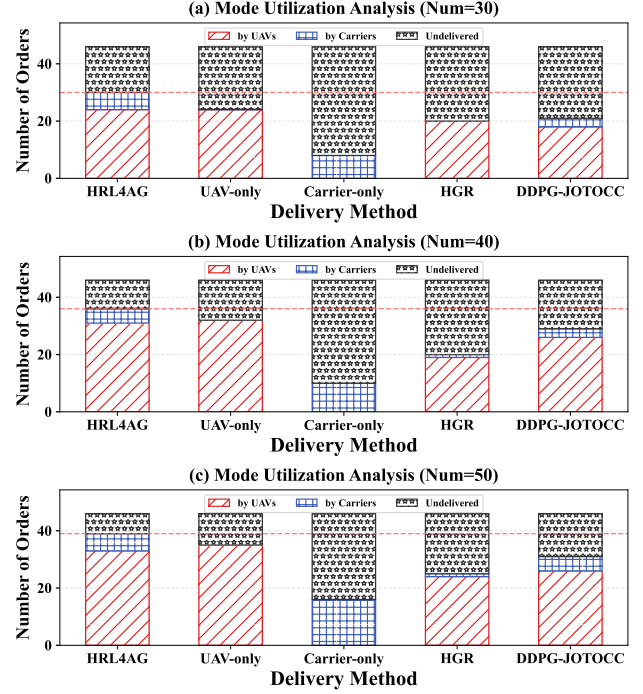 (a) Mode Utilization Analysis (Num=30)
by UAVs by Carriers Undelivered
Number of Orders
40
20
0
HRL4AG UAV-only Carrier-only HGR DDPG-JOTOCC
Delivery Method
(b) Mode Utilization Analysis (Num=40)
by UAVs by Carriers Undelivered
Number of Orders
40
20
0
HRL4AG UAV-only Carrier-only HGR DDPG-JOTOCC
Delivery Method
(c) Mode Utilization Analysis (Num=50)
by UAVs by Carriers Undelivered
Number of Orders
40
20
0
HRL4AG UAV-only Carrier-only HGR DDPG-JOTOCC
Delivery Method